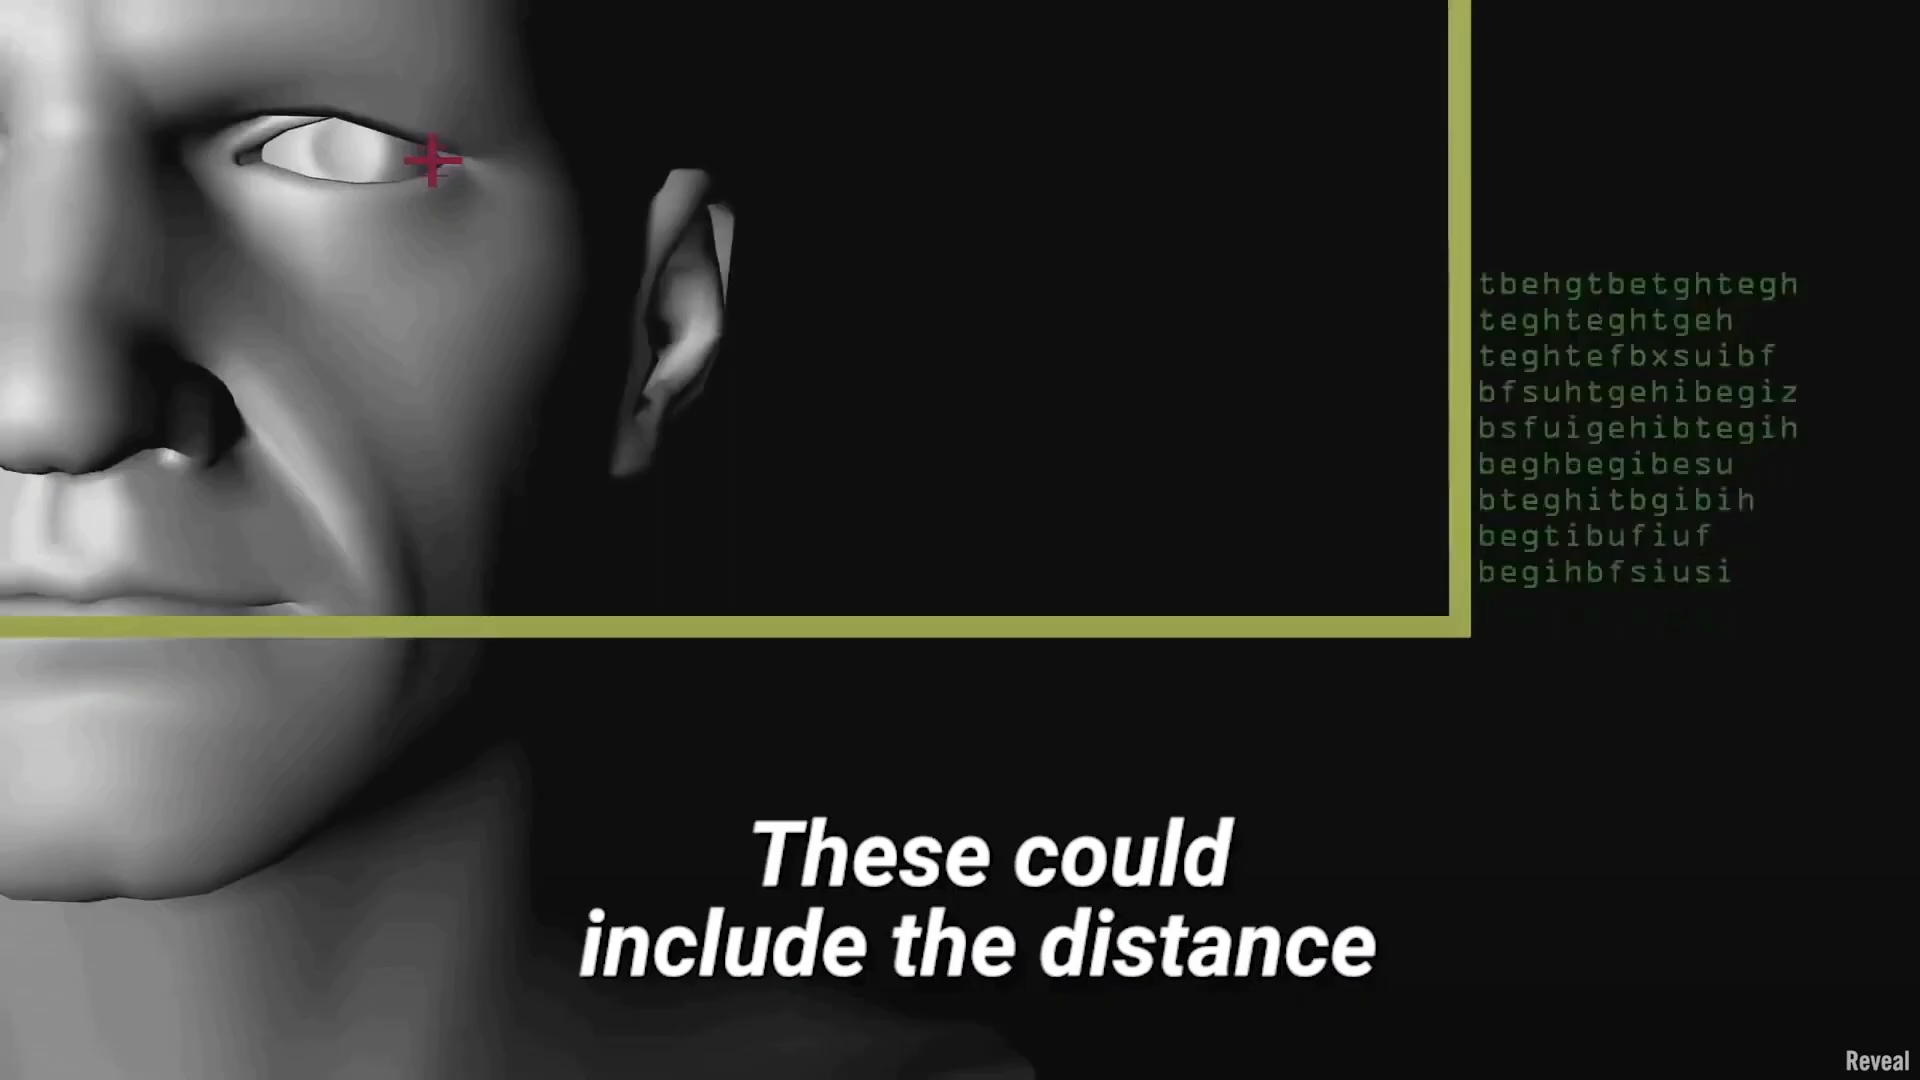 tbehgtbetghtegh
teghteghtgeh
teghtefbxsuibf
bfsuhtgehibegiz
bsfuigehibtegih
beghbegibesu
bteghitbgibih
begtibufiuf
begihbfsiusi
These could
include the distance
Reveal